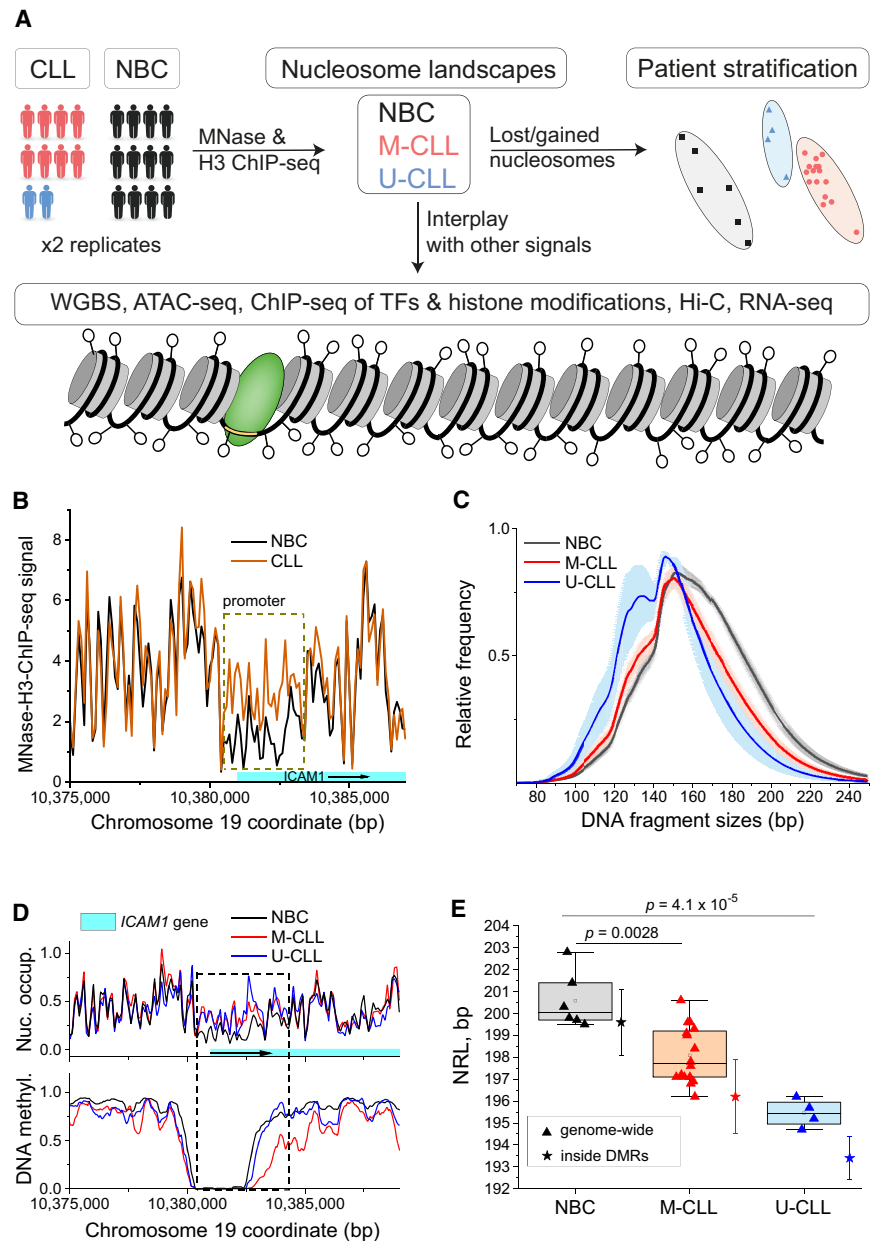 A
CLL
NBC
Nucleosome landscapes
Patient stratification
MNase &
H3 ChIP-seq
NBC
M-CLL
U-CLL
Lost/gained
nucleosomes
x2 replicates
Interplay
with other signals
WGBS, ATAC-seq, ChIP-seq of TFs & histone modifications, Hi-C, RNA-seq
B
MNase-H3-ChIP-seq signal
8
6
4
2
0
NBC
CLL
promoter
ICAM1
10,375,000
10,380,000
10,385,000
Chromosome 19 coordinate (bp)
C
Relative frequency
1.0
0.5
NBC
M-CLL
U-CLL
80
100
120
140
160
180
200
220
240
DNA fragment sizes (bp)
D
ICAM1 gene
NBC
M-CLL
U-CLL
Nuc. occup.
1.0
0.5
0.0
DNA methyl.
1.0
0.5
0.0
10,375,000
10,380,000
10,385,000
Chromosome 19 coordinate (bp)
E
p = 4.1 x 10-5
p = 0.0028
NRL, bp
204
203
202
201
200
199
198
197
196
195
194
193
192
genome-wide
inside DMRs
NBC
M-CLL
U-CLL